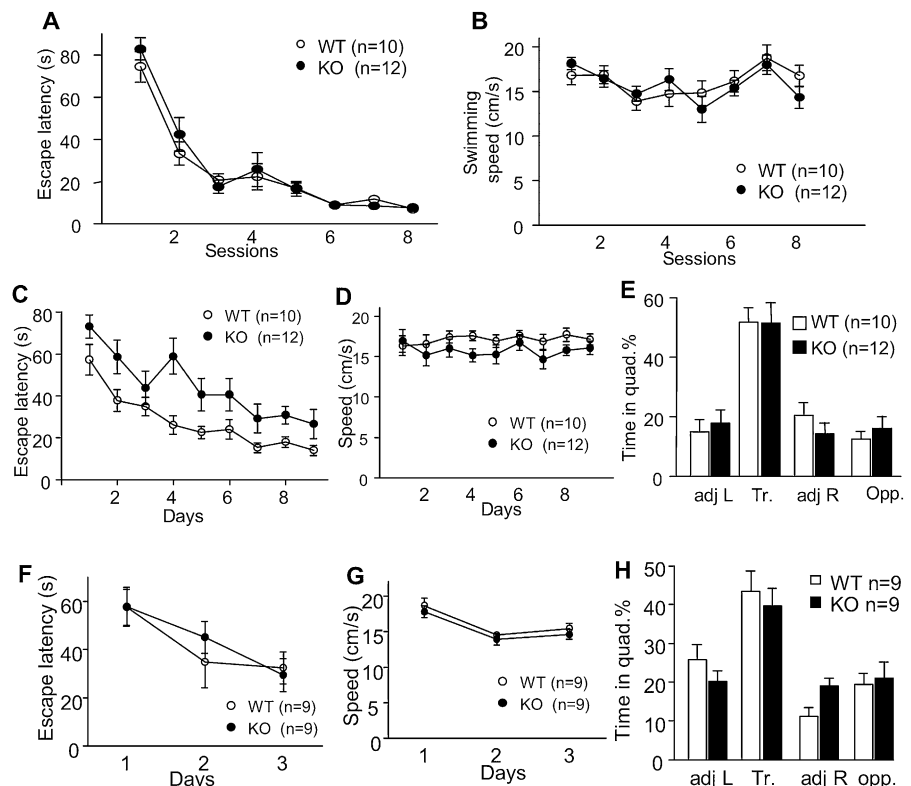 A
Escape latency (s)
80
60
40
20
0
WT (n=10)
KO (n=12)
2
4
6
8
Sessions
B
Swimming
speed (cm/s)
20
15
10
5
0
WT (n=10)
KO (n=12)
2
4
6
8
Sessions
C
Escape latency (s)
80
60
40
20
0
WT (n=10)
KO (n=12)
2
4
6
8
Days
D
Speed (cm/s)
20
15
10
5
0
WT (n=10)
KO (n=12)
2
4
6
8
Days
E
Time in quad.%
60
40
20
0
WT (n=10)
KO (n=12)
adj L
Tr.
adj R
Opp.
F
Escape latency (s)
60
40
20
0
WT (n=9)
KO (n=9)
1
2
3
Days
G
Speed (cm/s)
20
15
10
5
0
WT (n=9)
KO (n=9)
1
2
3
Days
H
Time in quad.%
50
40
30
20
10
0
WT n=9
KO n=9
adj L
Tr.
adj R
opp.